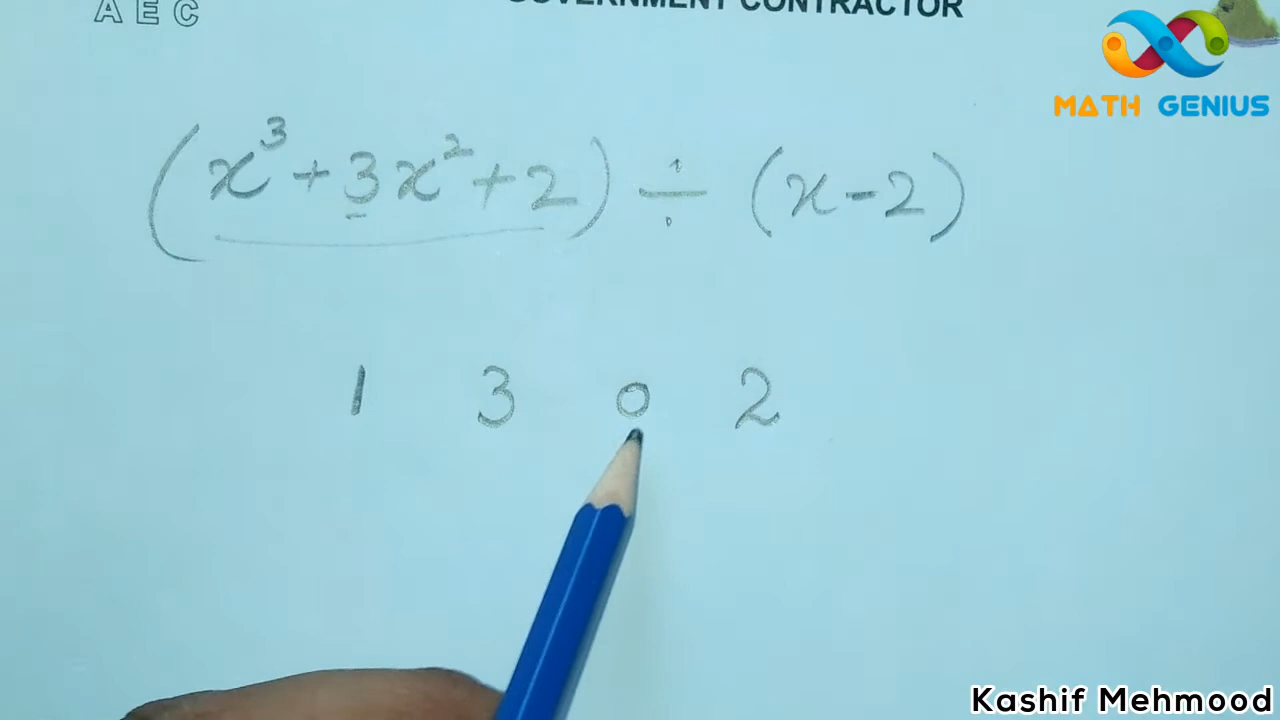 A E C
GOVERNMENT CONTRACTOR
MATH GENIUS
(x³ + 3x² + 2) ÷ (x - 2)
1 3 0 2
Kashif Mehmood